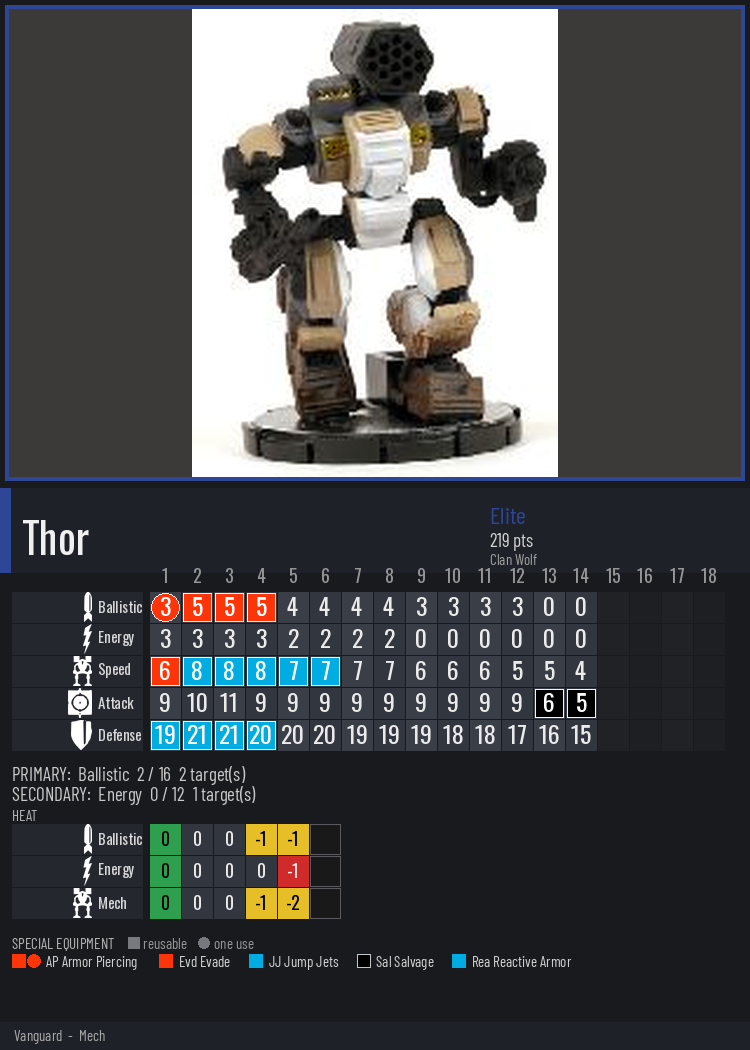 Thor
Elite
219 pts
Clan Wolf
1 2 3 4 5 6 7 8 9 10 11 12 13 14 15 16 17 18
Ballistic 3 5 5 5 4 4 4 4 3 3 3 3 0 0
Energy 3 3 3 3 2 2 2 2 0 0 0 0 0 0
Speed 6 8 8 8 7 7 7 7 6 6 6 5 5 4
Attack 9 10 11 9 9 9 9 9 9 9 9 9 6 5
Defense 19 21 21 20 20 20 19 19 19 18 18 17 16 15
PRIMARY: Ballistic 2 / 16 2 target(s)
SECONDARY: Energy 0 / 12 1 target(s)
HEAT
Ballistic 0 0 0 -1 -1
Energy 0 0 0 0 -1
Mech 0 0 0 -1 -2
SPECIAL EQUIPMENT reusable one use
AP Armor Piercing Evd Evade JJ Jump Jets Sal Salvage Rea Reactive Armor
Vanguard - Mech